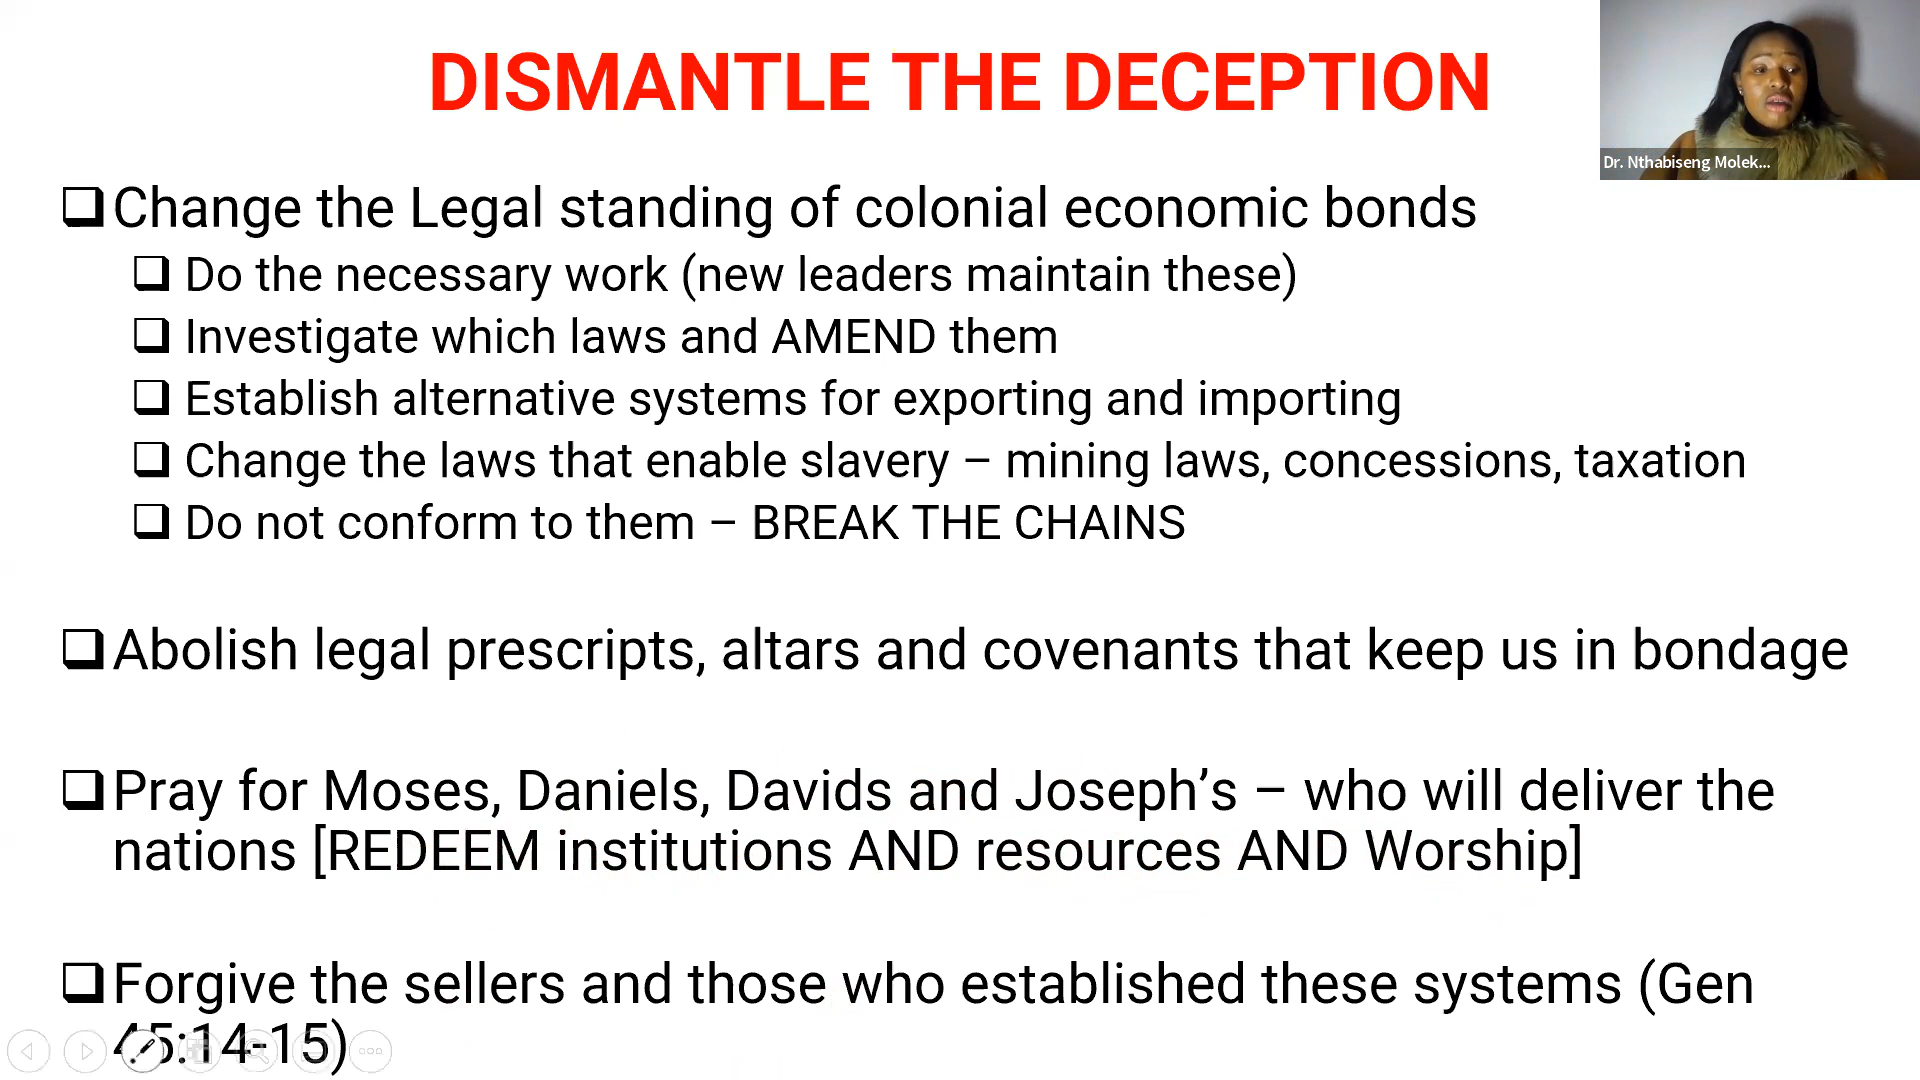 DISMANTLE THE DECEPTION
Dr. Nthabiseng Molek...
Change the Legal standing of colonial economic bonds
Do the necessary work (new leaders maintain these)
Investigate which laws and AMEND them
Establish alternative systems for exporting and importing
Change the laws that enable slavery – mining laws, concessions, taxation
Do not conform to them – BREAK THE CHAINS
Abolish legal prescripts, altars and covenants that keep us in bondage
Pray for Moses, Daniels, Davids and Joseph’s – who will deliver the
nations [REDEEM institutions AND resources AND Worship]
Forgive the sellers and those who established these systems (Gen
45:14-15)